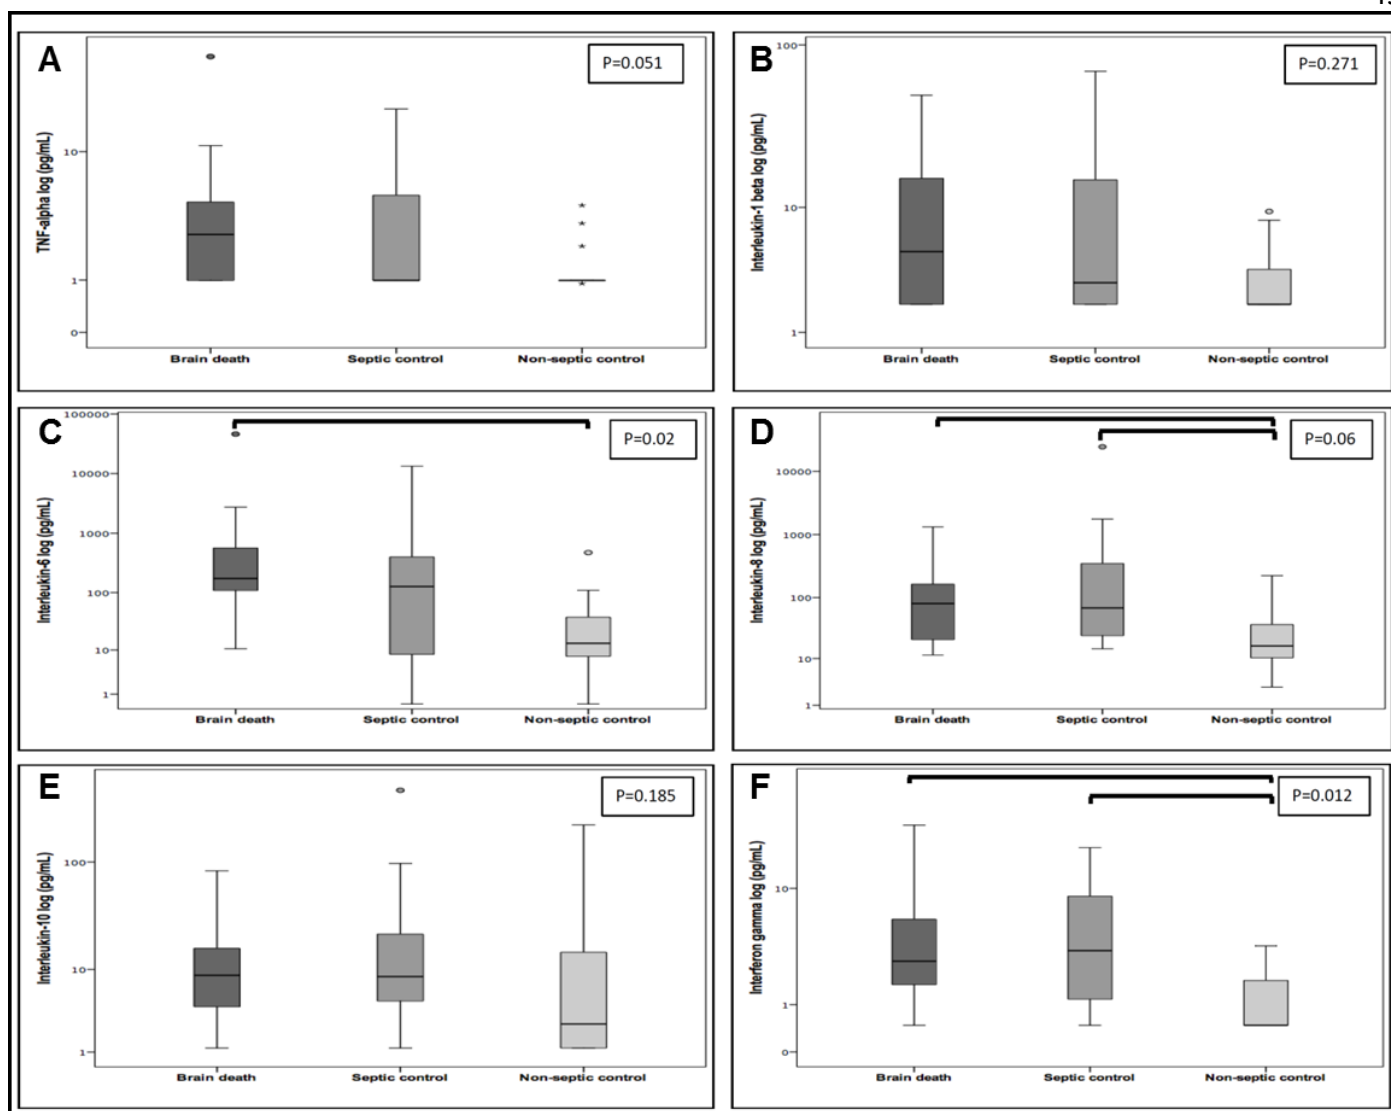 A
P=0.051
TNF-alpha log (pg/mL)
10
1
0
Brain death Septic control Non-septic control
B
P=0.271
Interleukin-1 beta log (pg/mL)
100
10
1
Brain death Septic control Non-septic control
C
P=0.02
Interleukin-6 log (pg/mL)
100000
10000
1000
100
10
1
Brain death Septic control Non-septic control
D
P=0.06
Interleukin-8 log (pg/mL)
10000
1000
100
10
1
Brain death Septic control Non-septic control
E
P=0.185
Interleukin-10 log (pg/mL)
100
10
1
Brain death Septic control Non-septic control
F
P=0.012
Interferon gamma log (pg/mL)
10
1
0
Brain death Septic control Non-septic control